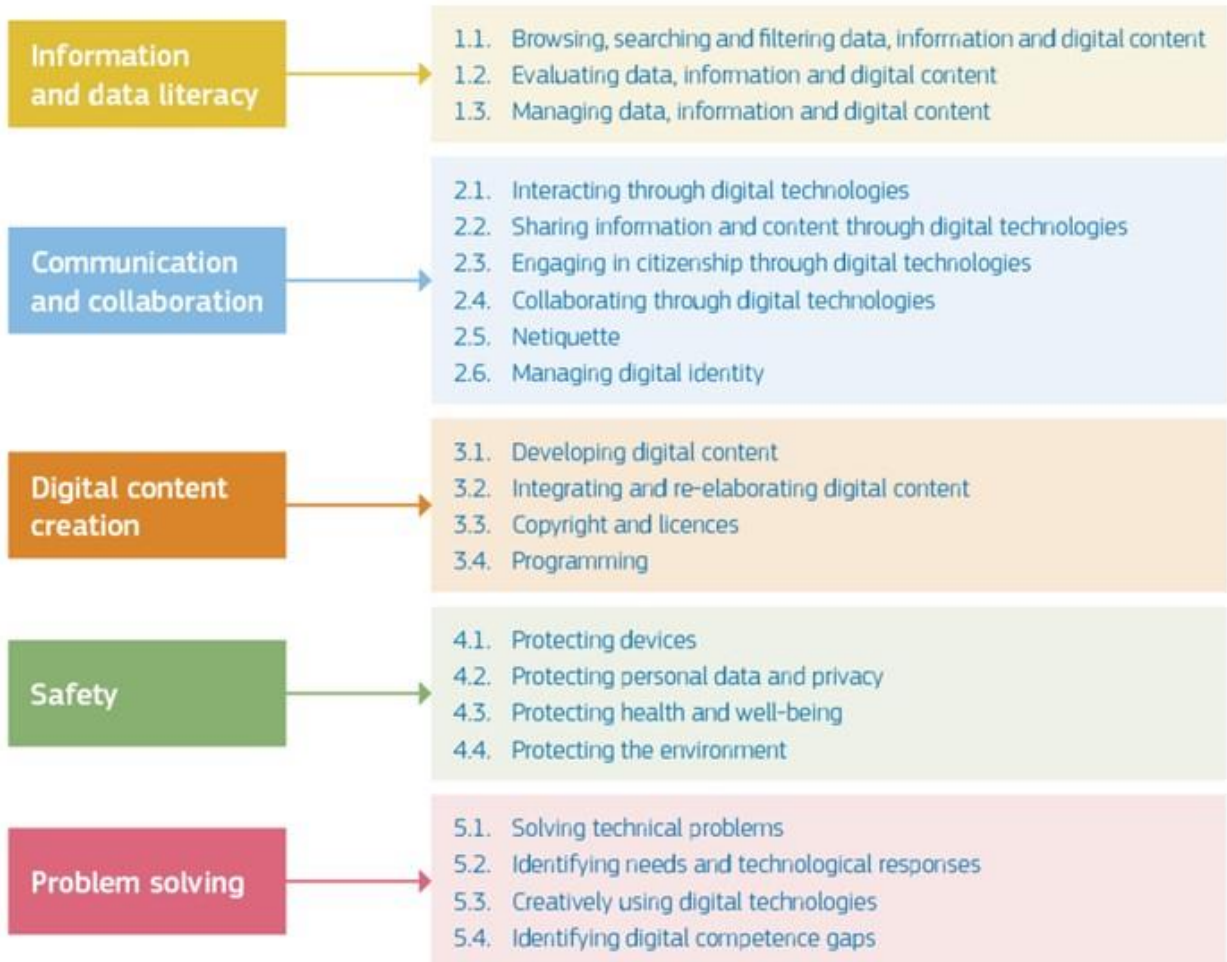 Information
and data literacy
1.1. Browsing, searching and filtering data, information and digital content
1.2. Evaluating data, information and digital content
1.3. Managing data, information and digital content
Communication
and collaboration
2.1. Interacting through digital technologies
2.2. Sharing information and content through digital technologies
2.3. Engaging in citizenship through digital technologies
2.4. Collaborating through digital technologies
2.5. Netiquette
2.6. Managing digital identity
Digital content
creation
3.1. Developing digital content
3.2. Integrating and re-elaborating digital content
3.3. Copyright and licences
3.4. Programming
Safety
4.1. Protecting devices
4.2. Protecting personal data and privacy
4.3. Protecting health and well-being
4.4. Protecting the environment
Problem solving
5.1. Solving technical problems
5.2. Identifying needs and technological responses
5.3. Creatively using digital technologies
5.4. Identifying digital competence gaps